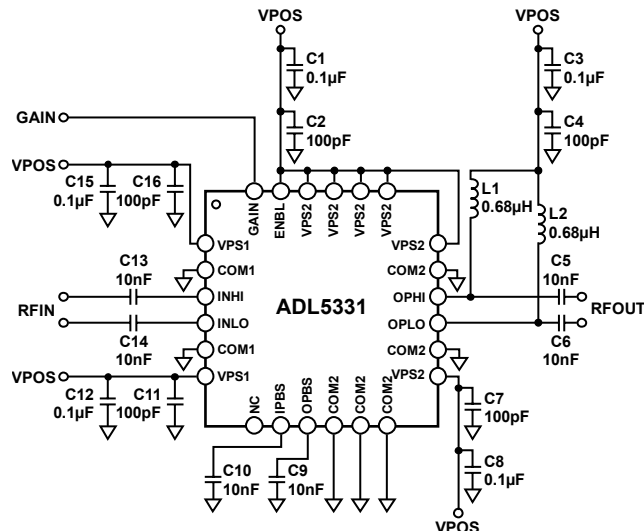 VPOS
VPOS
C1
0.1µF
C3
0.1µF
C2
100pF
C4
100pF
GAIN
VPOS
C15
0.1µF
C16
100pF
L1
0.68µH
L2
0.68µH
GAIN
ENBL
VPS2
VPS2
VPS2
VPS2
VPS1
COM1
INHI
INLO
COM1
VPS1
VPS2
COM2
OPHI
OPLO
COM2
VPS2
ADL5331
C13
10nF
RFIN
C14
10nF
C5
10nF
RFOUT
C6
10nF
VPOS
C12
0.1µF
C11
100pF
NC
IPBS
OPBS
COM2
COM2
COM2
C7
100pF
C10
10nF
C9
10nF
C8
0.1µF
VPOS